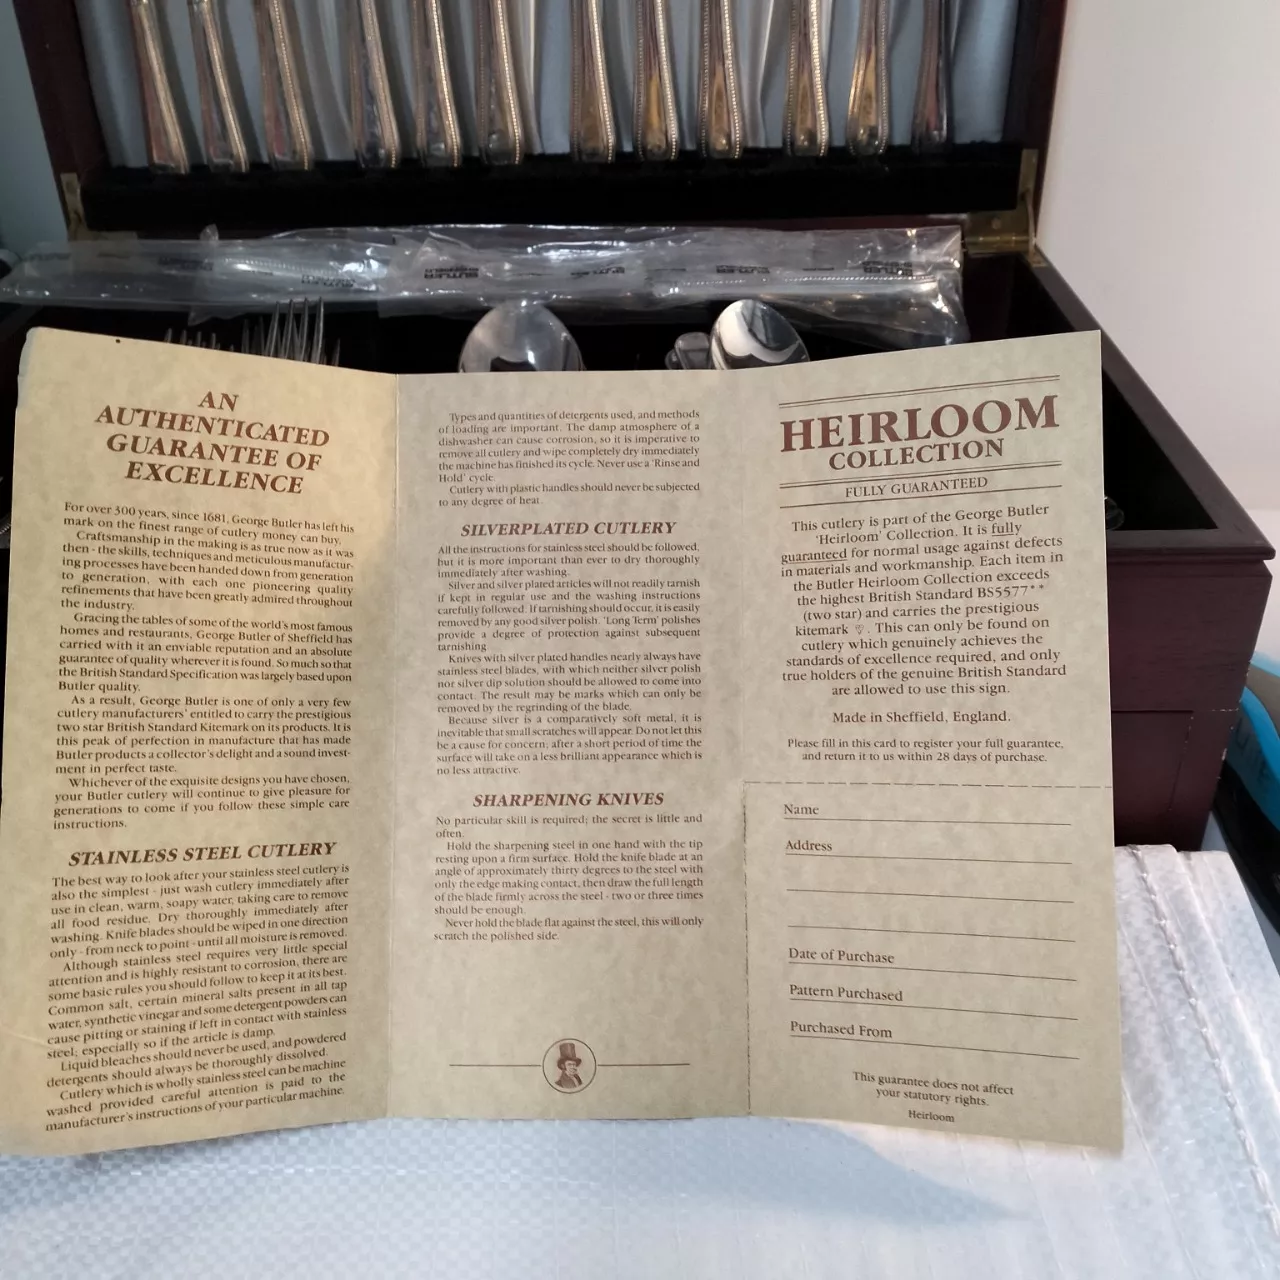 BUTLER
AN
AUTHENTICATED
GUARANTEE OF
EXCELLENCE
For over 300 years, since 1681, George Butler has left his
mark on the finest range of cutlery money can buy.
Craftsmanship in the making is as true now as it was
then - the skills, techniques and meticulous manufactur-
ing processes have been handed down from generation
to generation, with each one pioneering quality
refinements that have been greatly admired throughout
the industry.
Gracing the tables of some of the world's most famous
homes and restaurants, George Butler of Sheffield has
carried with it an enviable reputation and an absolute
guarantee of quality wherever it is found. So much so that
the British Standard Specification was largely based upon
Butler quality.
As a result, George Butler is one of only a very few
cutlery manufacturers' entitled to carry the prestigious
two star British Standard Kitemark on its products. It is
this peak of perfection in manufacture that has made
Butler products a collector's delight and a sound invest-
ment in perfect taste.
Whichever of the exquisite designs you have chosen,
your Butler cutlery will continue to give pleasure for
generations to come if you follow these simple care
instructions.
STAINLESS STEEL CUTLERY
The best way to look after your stainless steel cutlery is
also the simplest - just wash cutlery immediately after
use in clean, warm, soapy water, taking care to remove
all food residue. Dry thoroughly immediately after
washing. Knife blades should be wiped in one direction
only - from neck to point - until all moisture is removed.
Although stainless steel requires very little special
attention and is highly resistant to corrosion, there are
some basic rules you should follow to keep it at its best.
Common salt, certain mineral salts present in all tap
water, synthetic vinegar and some detergent powders can
cause pitting or staining if left in contact with stainless
steel; especially so if the article is damp.
Liquid bleaches should never be used, and powdered
detergents should always be thoroughly dissolved.
Cutlery which is wholly stainless steel can be machine
washed provided careful attention is paid to the
manufacturer's instructions of your particular machine.
Types and quantities of detergents used, and methods
of loading are important. The damp atmosphere of a
dishwasher can cause corrosion, so it is imperative to
remove all cutlery and wipe completely dry immediately
the machine has finished its cycle. Never use a 'Rinse and
Hold' cycle.
Cutlery with plastic handles should never be subjected
to any degree of heat.
SILVERPLATED CUTLERY
All the instructions for stainless steel should be followed,
but it is more important than ever to dry thoroughly
immediately after washing.
Silver and silver plated articles will not readily tarnish
if kept in regular use and the washing instructions
carefully followed. If tarnishing should occur, it is easily
removed by any good silver polish. 'Long Term' polishes
provide a degree of protection against subsequent
tarnishing
Knives with silver plated handles nearly always have
stainless steel blades, with which neither silver polish
nor silver dip solution should be allowed to come into
contact. The result may be marks which can only be
removed by the regrinding of the blade.
Because silver is a comparatively soft metal, it is
inevitable that small scratches will appear. Do not let this
be a cause for concern, after a short period of time the
surface will take on a less brilliant appearance which is
no less attractive.
SHARPENING KNIVES
No particular skill is required; the secret is little and
often.
Hold the sharpening steel in one hand with the tip
resting upon a firm surface. Hold the knife blade at an
angle of approximately thirty degrees to the steel with
only the edge making contact, then draw the full length
of the blade firmly across the steel - two or three times
should be enough.
Never hold the blade flat against the steel, this will only
scratch the polished side.
HEIRLOOM
COLLECTION
FULLY GUARANTEED
This cutlery is part of the George Butler
'Heirloom' Collection. It is fully
guaranteed for normal usage against defects
in materials and workmanship. Each item in
the Butler Heirloom Collection exceeds
the highest British Standard BS5577**
(two star) and carries the prestigious
kitemark. This can only be found on
cutlery which genuinely achieves the
standards of excellence required, and only
true holders of the genuine British Standard
are allowed to use this sign.
Made in Sheffield, England.
Please fill in this card to register your full guarantee,
and return it to us within 28 days of purchase.
Name
Address
Date of Purchase
Pattern Purchased
Purchased From
This guarantee does not affect
your statutory rights.
Heirloom